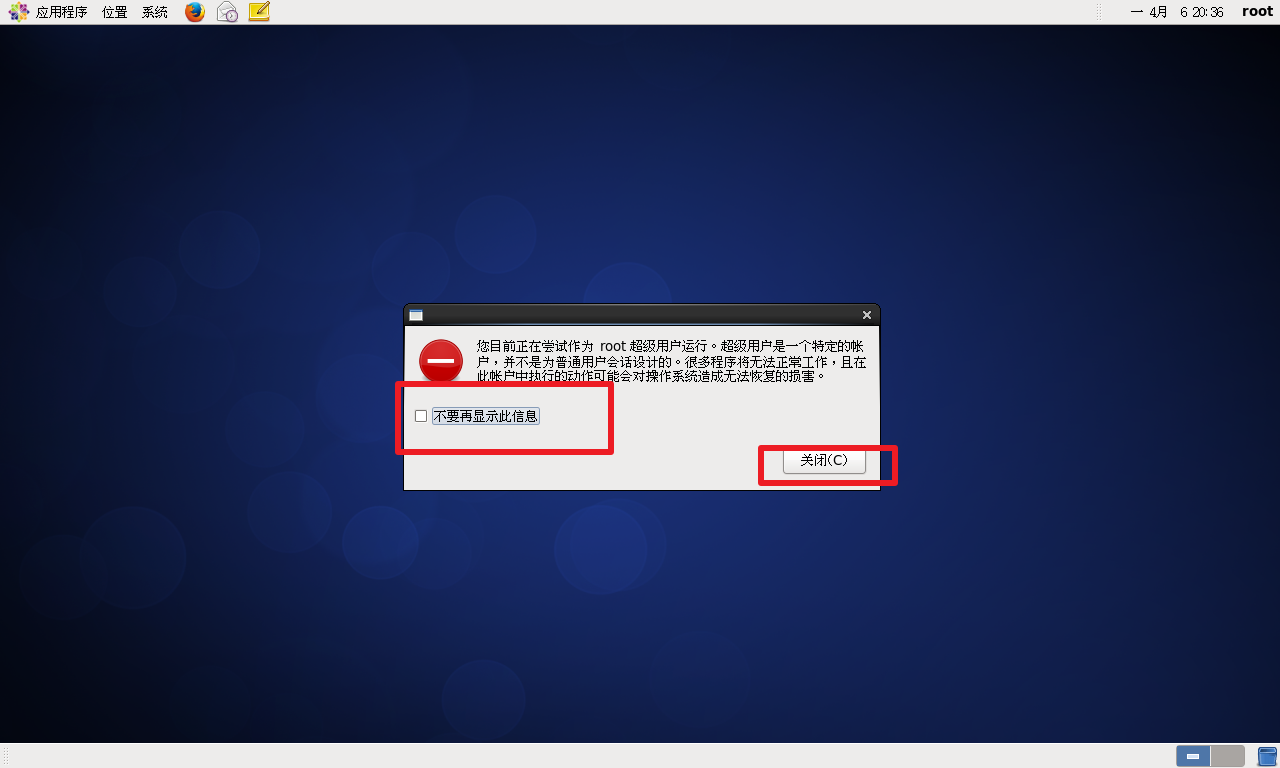 应用程序 位置 系统 一 4月 6 20:36 root
您目前正在尝试作为 root 超级用户运行。超级用户是一个特定的帐
户，并不是为普通用户会话设计的。很多程序将无法正常工作，且在
此帐户中执行的动作可能会对操作系统造成无法恢复的损害。
不要再显示此信息
关闭(C)